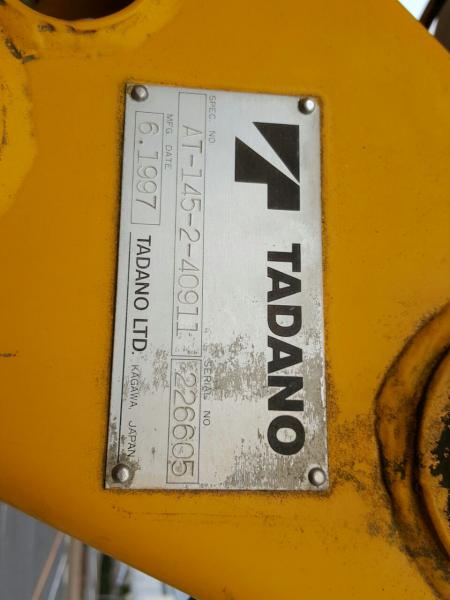 TADANO
SPEC. NO SERIAL NO.
AT-145-2-40911 226605
MFG. DATE
6.1997 TADANO LTD. KAGAWA, JAPAN